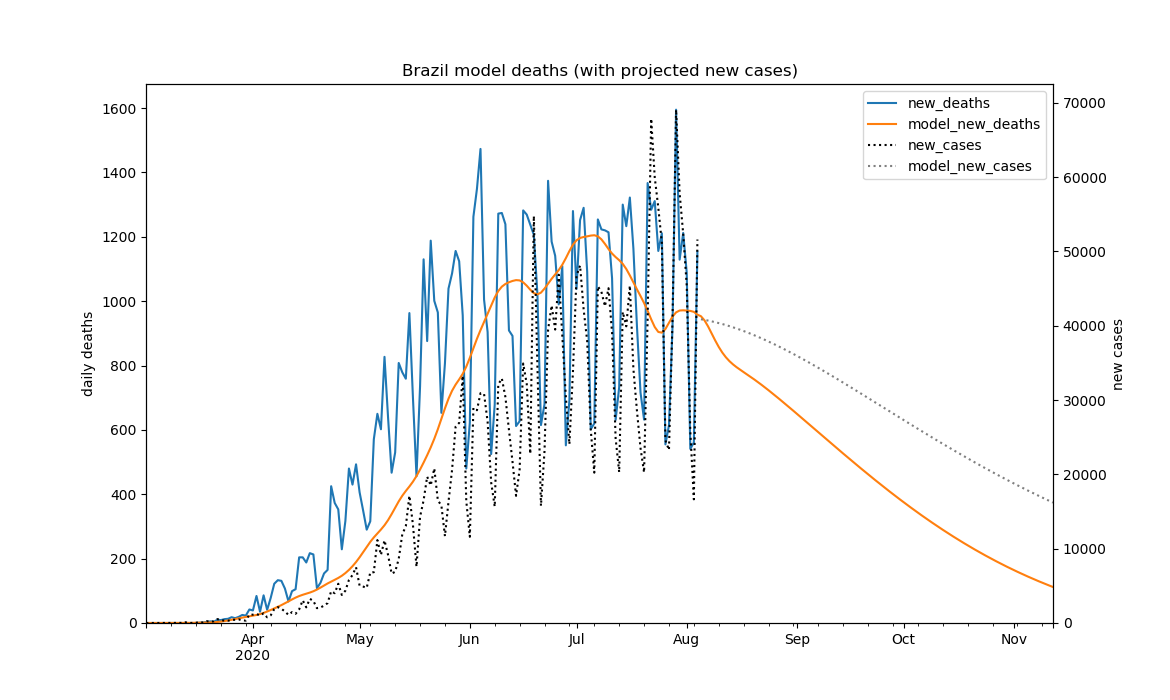 Brazil model deaths (with projected new cases)
new_deaths
model_new_deaths
new_cases
model_new_cases
daily deaths
1600
1400
1200
1000
800
600
400
200
0
new cases
70000
60000
50000
40000
30000
20000
10000
0
Apr
2020
May
Jun
Jul
Aug
Sep
Oct
Nov